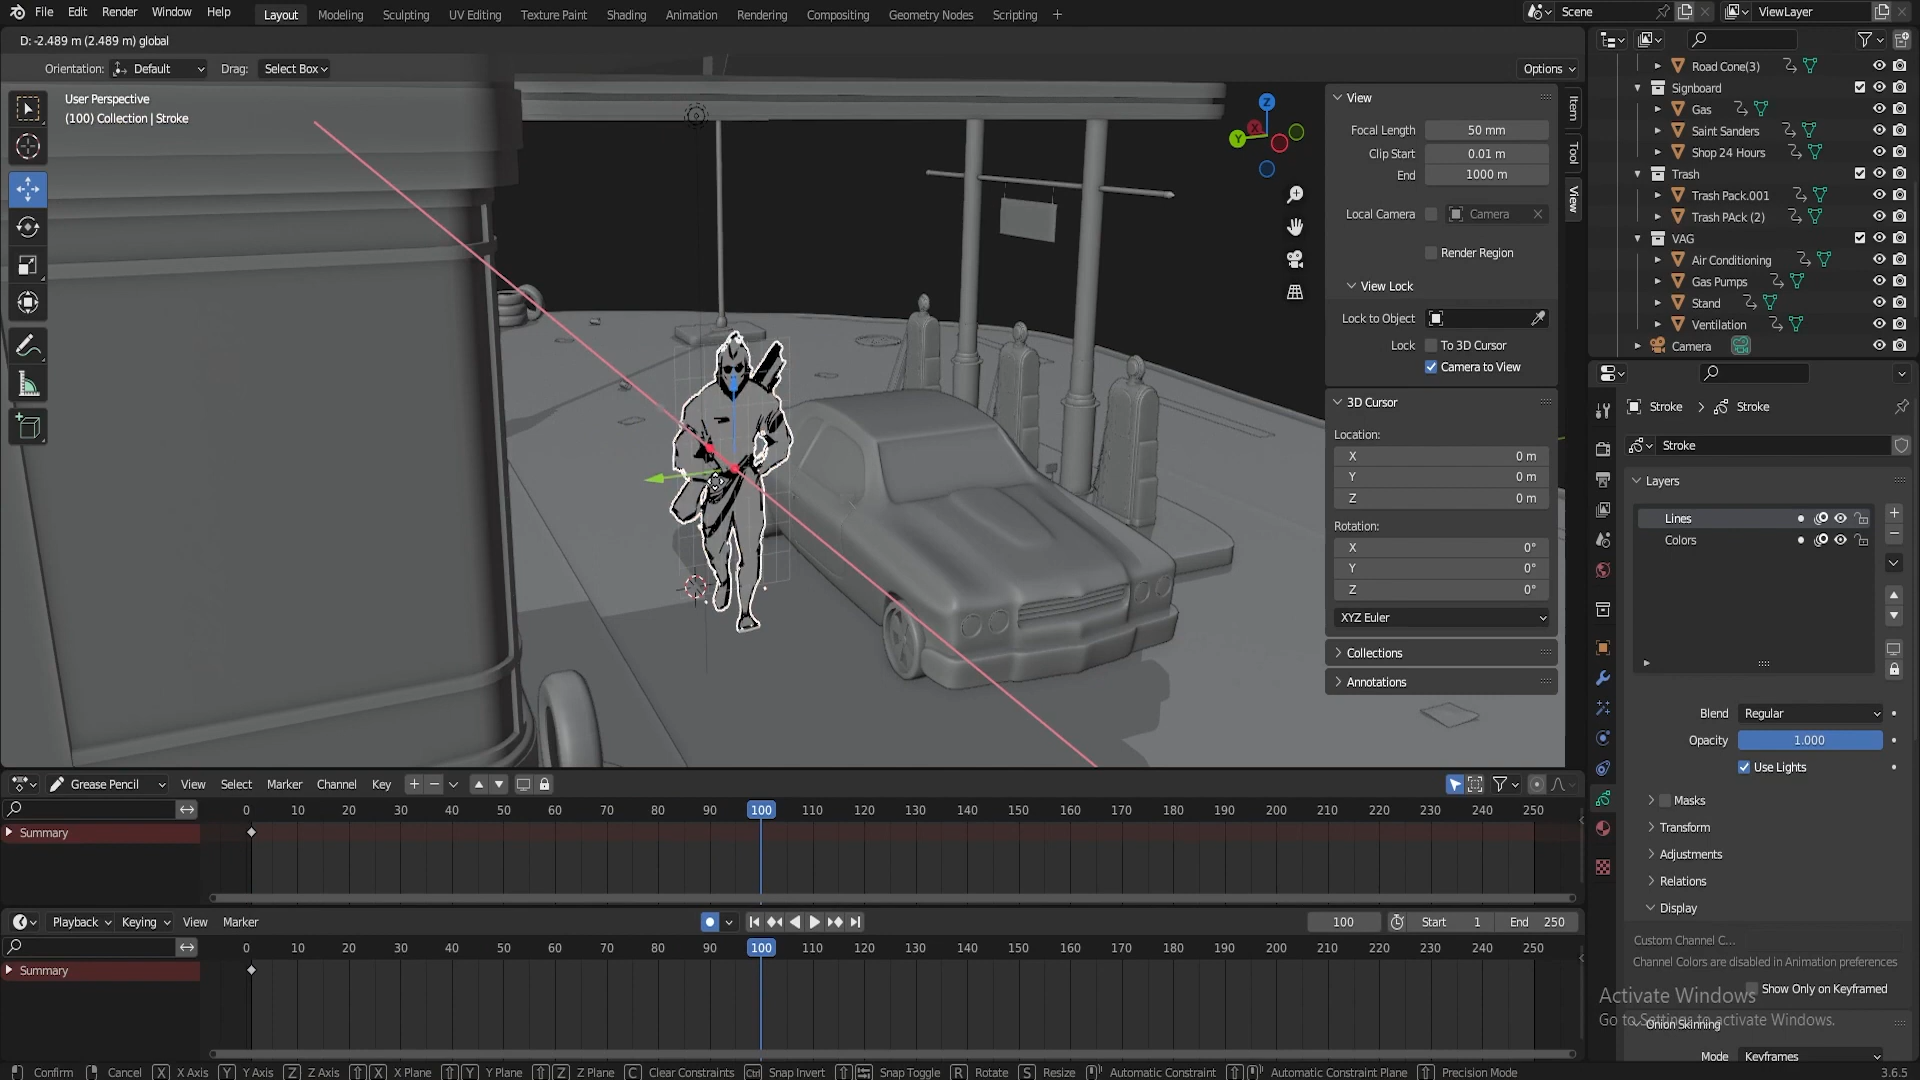 File Edit Render Window Help Layout Modeling Sculpting UV Editing Texture Paint Shading Animation Rendering Compositing Geometry Nodes Scripting + Scene ViewLayer
D: -2.489 m (2.489 m) global
Orientation: Default Drag: Select Box Options
User Perspective
(100) Collection | Stroke
Z
Y
X
View
Focal Length 50 mm
Clip Start 0.01 m
End 1000 m
Local Camera Camera
Render Region
View Lock
Lock to Object
Lock To 3D Cursor
Camera to View
3D Cursor
Location:
X 0 m
Y 0 m
Z 0 m
Rotation:
X 0°
Y 0°
Z 0°
XYZ Euler
Collections
Annotations
Item
Tool
View
Road Cone(3)
Signboard
Gas
Saint Sanders
Shop 24 Hours
Trash
Trash Pack.001
Trash PAck (2)
VAG
Air Conditioning
Gas Pumps
Stand
Ventilation
Camera
Stroke > Stroke
Stroke
Layers
Lines
Colors
Blend Regular
Opacity 1.000
Use Lights
Masks
Transform
Adjustments
Relations
Display
Custom Channel C...
Channel Colors are disabled in Animation preferences
Show Only on Keyframed
Onion Skinning
Mode Keyframes
Activate Windows
Go to Settings to activate Windows.
Grease Pencil View Select Marker Channel Key
0 10 20 30 40 50 60 70 80 90 100 110 120 130 140 150 160 170 180 190 200 210 220 230 240 250
Summary
Playback Keying View Marker 100 Start 1 End 250
0 10 20 30 40 50 60 70 80 90 100 110 120 130 140 150 160 170 180 190 200 210 220 230 240 250
Summary
Confirm Cancel X X Axis Y Y Axis Z Z Axis X X Plane Y Y Plane Z Z Plane C Clear Constraints Ctrl Snap Invert Snap Toggle R Rotate S Resize Automatic Constraint Automatic Constraint Plane Precision Mode 3.6.5